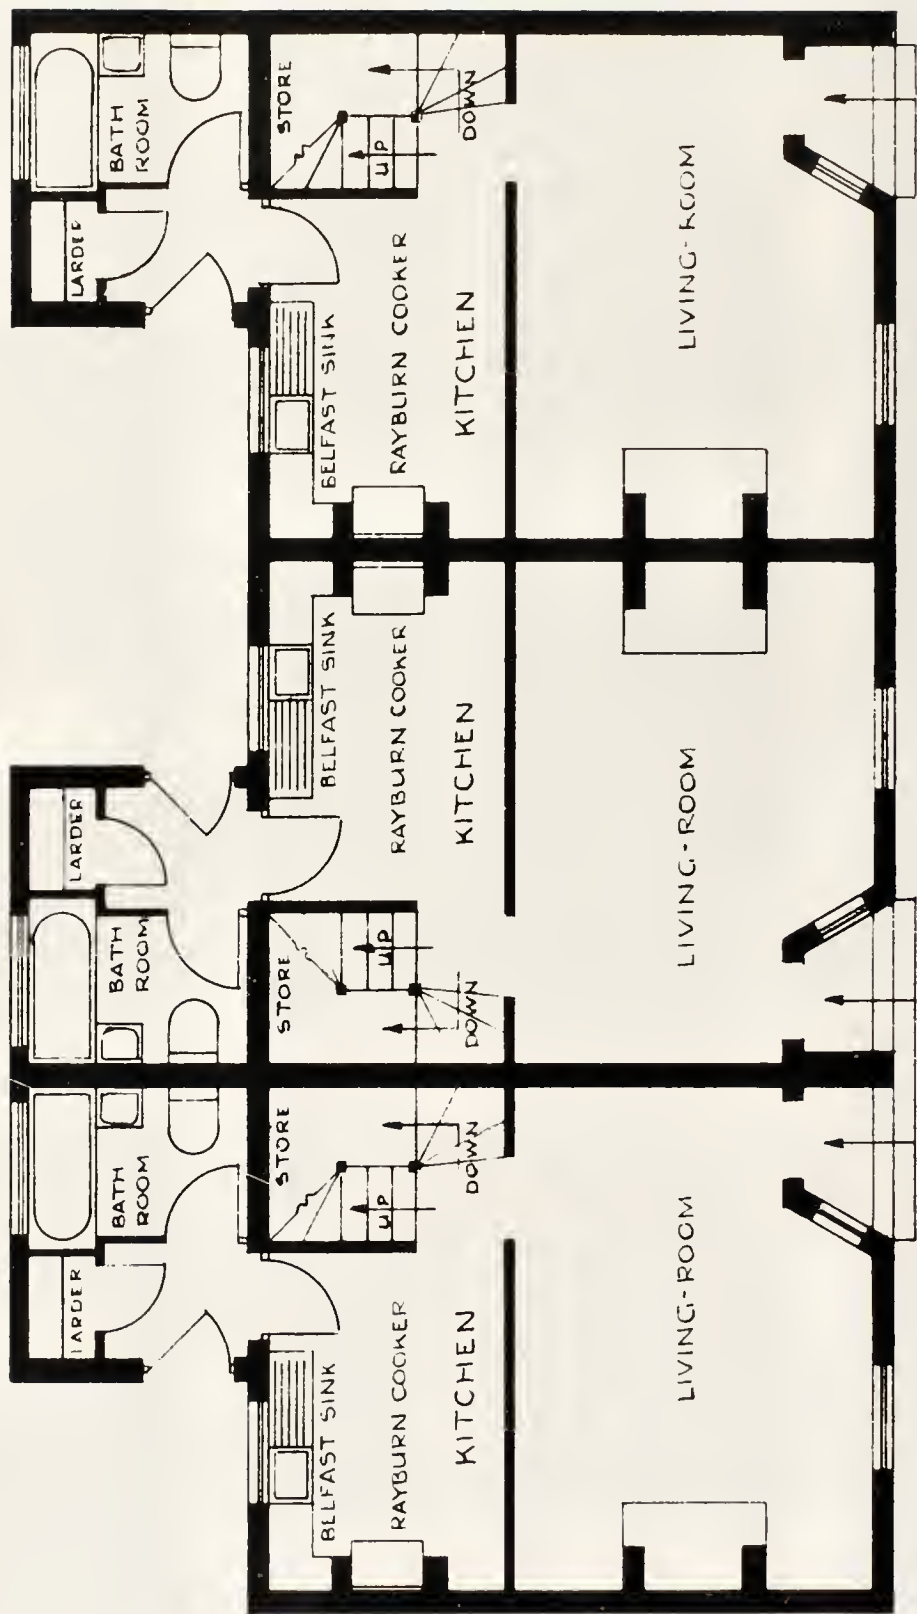 BATH
ROOM
LARDER
STORE
UP
DOWN
BELFAST SINK
RAYBURN COOKER
KITCHEN
LIVING-ROOM
LARDER
BATH
ROOM
STORE
UP
DOWN
BELFAST SINK
RAYBURN COOKER
KITCHEN
LIVING-ROOM
BATH
ROOM
LARDER
STORE
UP
DOWN
BELFAST SINK
RAYBURN COOKER
KITCHEN
LIVING-ROOM